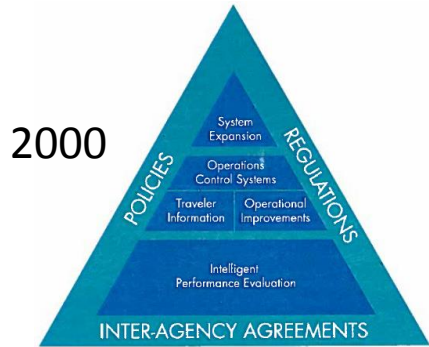 2000
System
Expansion
POLICIES
REGULATIONS
Operations
Control Systems
Traveler
Information
Operational
Improvements
Intelligent
Performance Evaluation
INTER-AGENCY AGREEMENTS